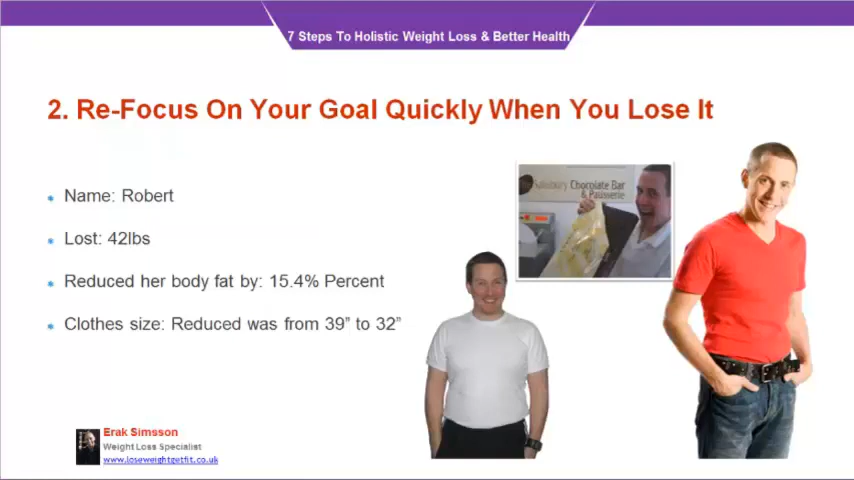 7 Steps To Holistic Weight Loss & Better Health
2. Re-Focus On Your Goal Quickly When You Lose It
Name: Robert
Lost: 42lbs
Reduced her body fat by: 15.4% Percent
Clothes size: Reduced was from 39” to 32”
Salisbury Chocolate Bar
& Patisserie
Erak Simsson
Weight Loss Specialist
www.loseweightgetfit.co.uk